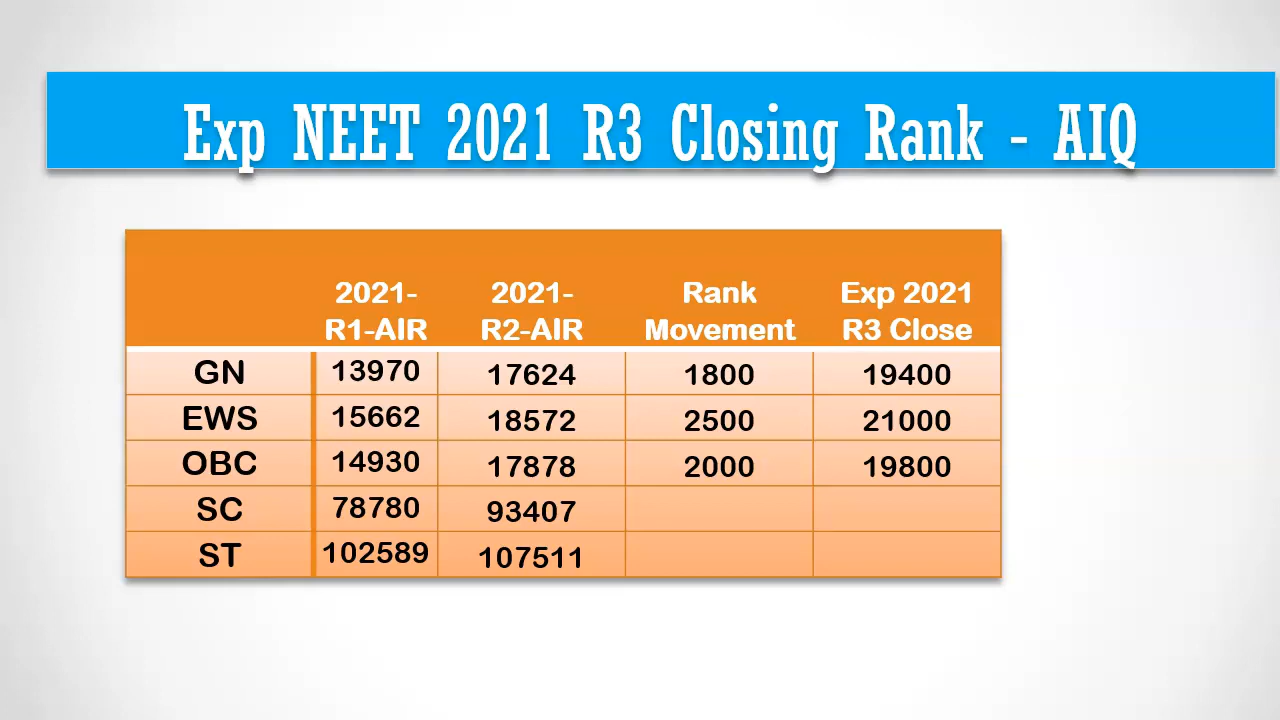 Exp NEET 2021 R3 Closing Rank - AIQ
2021- R1-AIR 2021- R2-AIR Rank Movement Exp 2021 R3 Close
GN 13970 17624 1800 19400
EWS 15662 18572 2500 21000
OBC 14930 17878 2000 19800
SC 78780 93407
ST 102589 107511